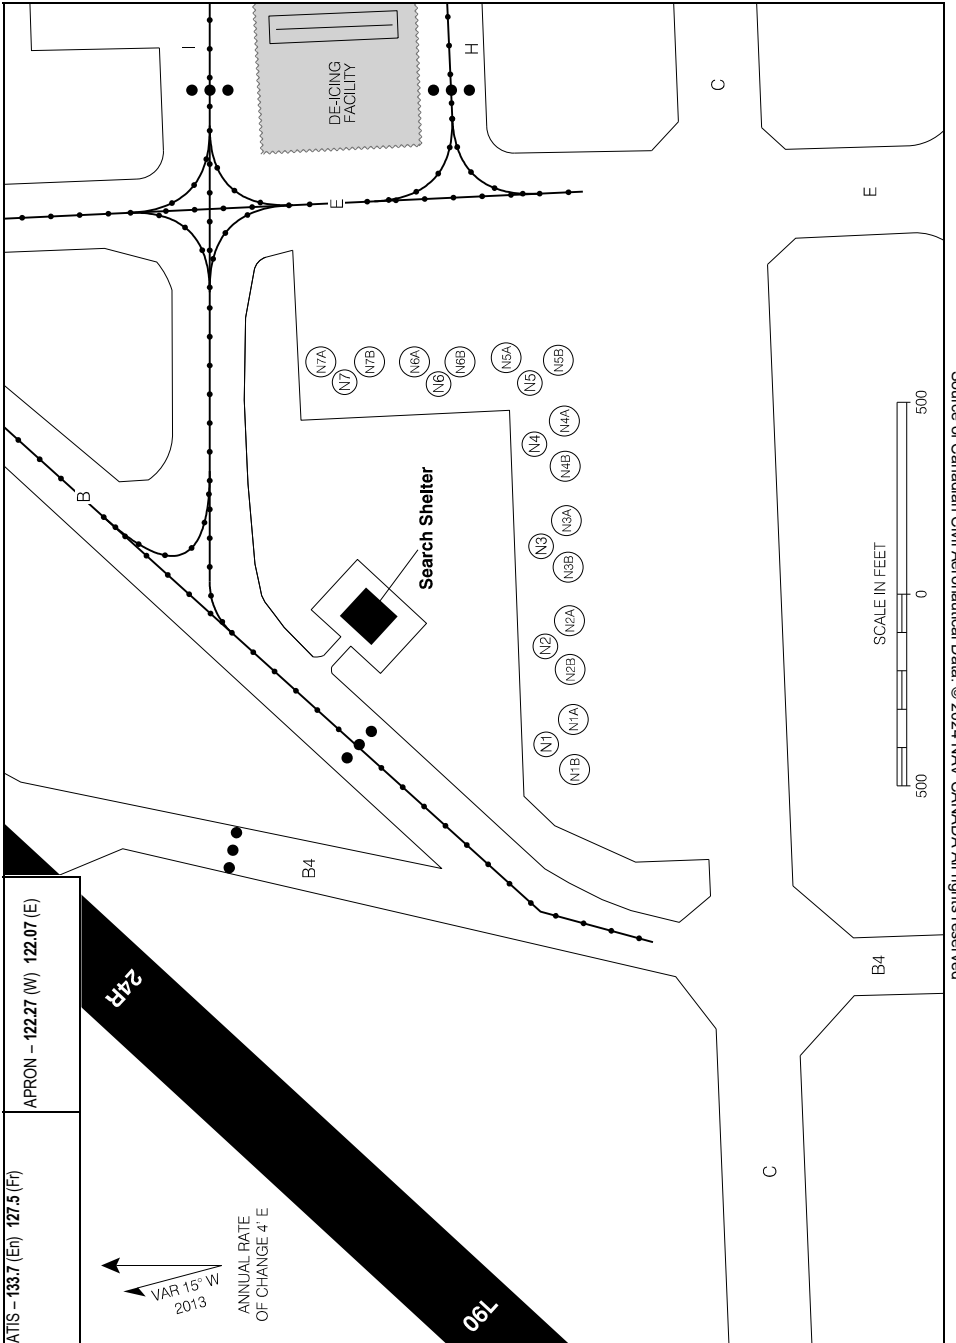 ATIS – 133.7 (En) 127.5 (Fr)
APRON – 122.27 (W) 122.07 (E)
I
DE-ICING
FACILITY
H
C
E
E
B
N7A
N7
N7B
N6A
N6
N6B
N5A
N5
N5B
N4A
N4
N4B
N3A
N3
N3B
N2A
N2
N2B
N1A
N1
N1B
Search Shelter
SCALE IN FEET
500
0
500
B4
B4
C
24R
06L
VAR 15° W
2013
ANNUAL RATE
OF CHANGE 4' E